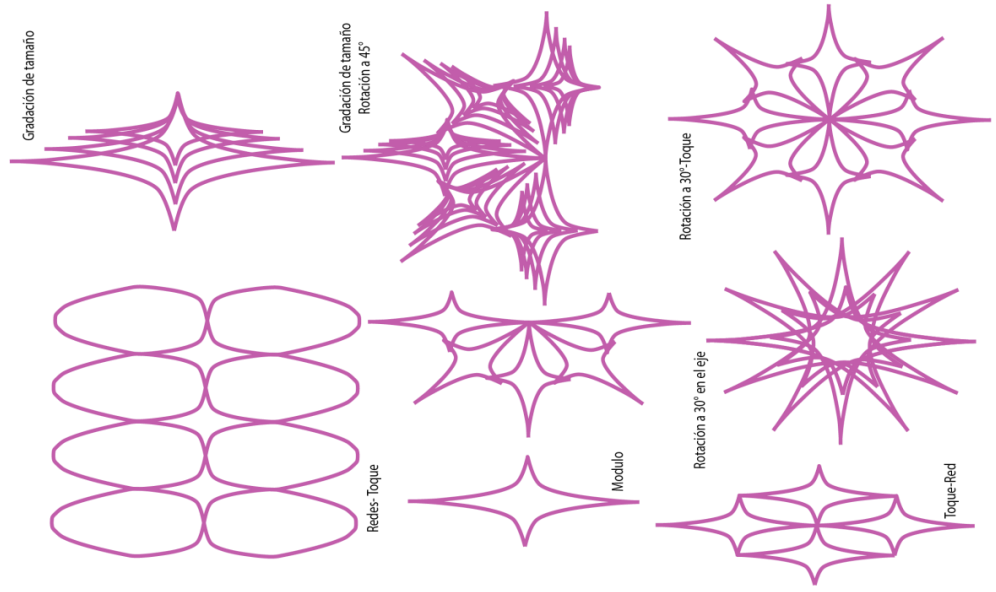 Gradación de tamaño
Gradación de tamaño
Rotación a 45°
Rotación a 30°-Toque
Redes- Toque
Modulo
Rotación a 30° en el eje
Toque-Red